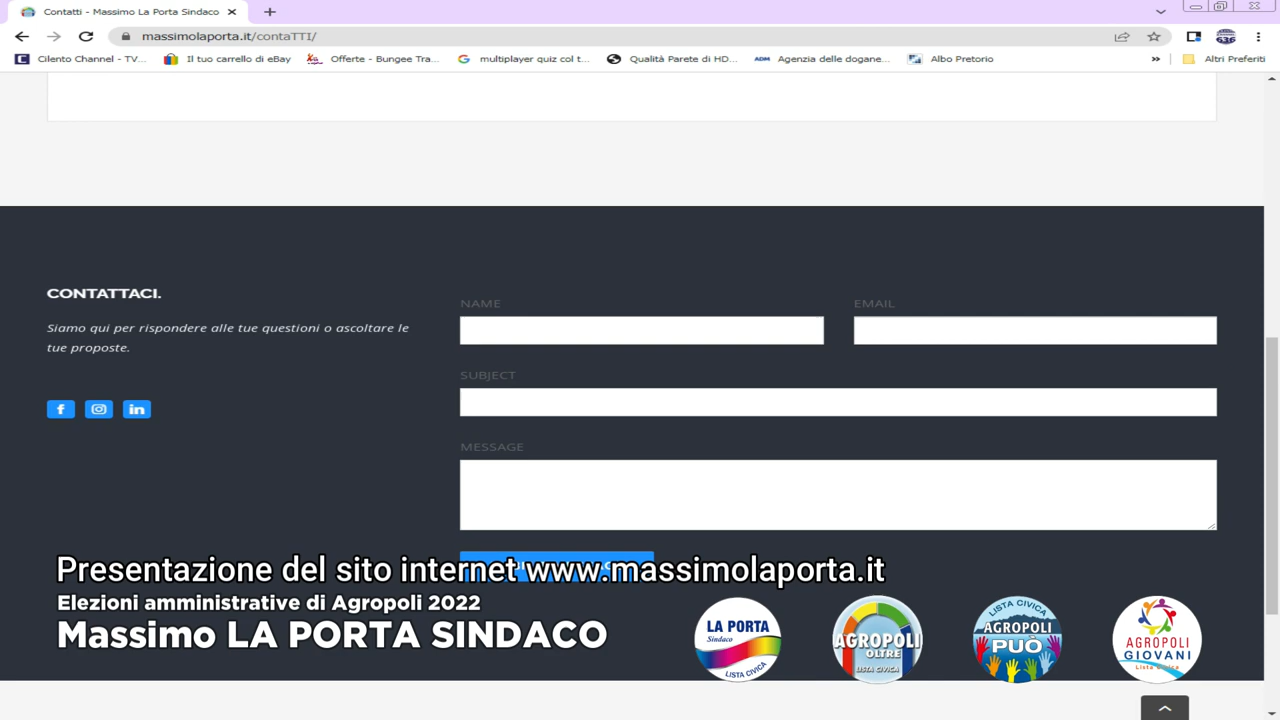 Contatti - Massimo La Porta Sindaco
massimolaporta.it/contaTTI/
Cilento Channel - TV...
Il tuo carrello di eBay
Offerte - Bungee Tra...
multiplayer quiz col t...
Qualità Parete di HD...
ADM
Agenzia delle dogane...
Albo Pretorio
»
Altri Preferiti
CONTATTACI.
Siamo qui per rispondere alle tue questioni o ascoltare le
tue proposte.
NAME
EMAIL
SUBJECT
MESSAGE
Presentazione del sito internet www.massimolaporta.it
Elezioni amministrative di Agropoli 2022
Massimo LA PORTA SINDACO
LA PORTA
Sindaco
LISTA CIVICA
AGROPOLI
OLTRE
LISTA CIVICA
LISTA CIVICA
AGROPOLI
PUÒ
AGROPOLI
GIOVANI
Lista Civica